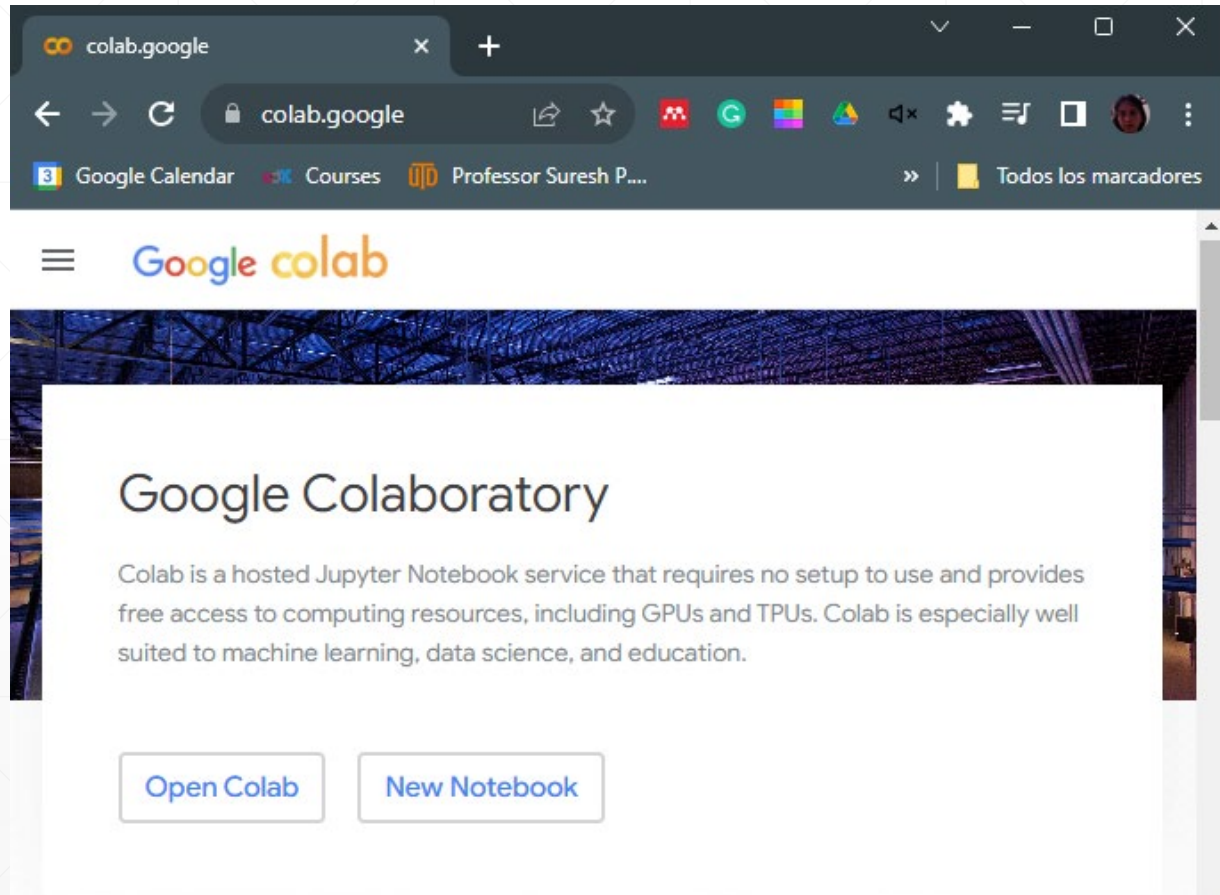 colab.google
colab.google
Google Calendar Courses Professor Suresh P.... » Todos los marcadores
Google colab
Google Colaboratory
Colab is a hosted Jupyter Notebook service that requires no setup to use and provides
free access to computing resources, including GPUs and TPUs. Colab is especially well
suited to machine learning, data science, and education.
Open Colab New Notebook